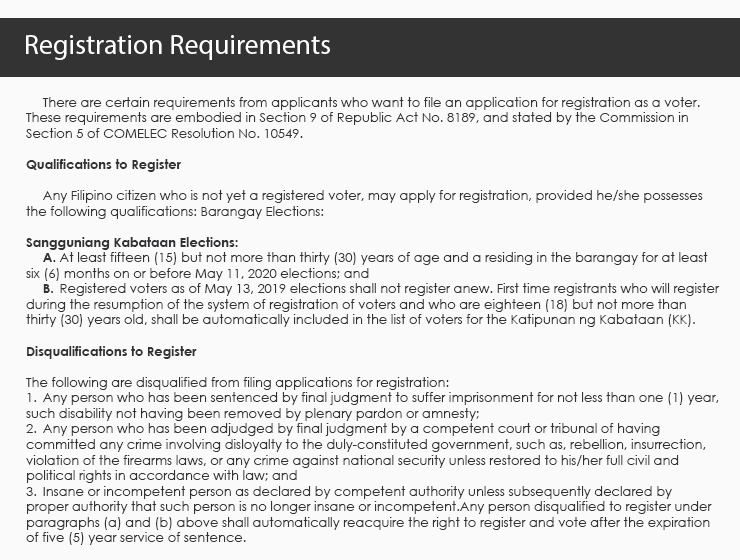 Registration Requirements
There are certain requirements from applicants who want to file an application for registration as a voter.
These requirements are embodied in Section 9 of Republic Act No. 8189, and stated by the Commission in
Section 5 of COMELEC Resolution No. 10549.
Qualifications to Register
Any Filipino citizen who is not yet a registered voter, may apply for registration, provided he/she possesses
the following qualifications: Barangay Elections:
Sangguniang Kabataan Elections:
A. At least fifteen (15) but not more than thirty (30) years of age and a residing in the barangay for at least
six (6) months on or before May 11, 2020 elections; and
B. Registered voters as of May 13, 2019 elections shall not register anew. First time registrants who will register
during the resumption of the system of registration of voters and who are eighteen (18) but not more than
thirty (30) years old, shall be automatically included in the list of voters for the Katipunan ng Kabataan (KK).
Disqualifications to Register
The following are disqualified from filing applications for registration:
1. Any person who has been sentenced by final judgment to suffer imprisonment for not less than one (1) year,
such disability not having been removed by plenary pardon or amnesty;
2. Any person who has been adjudged by final judgment by a competent court or tribunal of having
committed any crime involving disloyalty to the duly-constituted government, such as, rebellion, insurrection,
violation of the firearms laws, or any crime against national security unless restored to his/her full civil and
political rights in accordance with law; and
3. Insane or incompetent person as declared by competent authority unless subsequently declared by
proper authority that such person is no longer insane or incompetent.Any person disqualified to register under
paragraphs (a) and (b) above shall automatically reacquire the right to register and vote after the expiration
of five (5) year service of sentence.